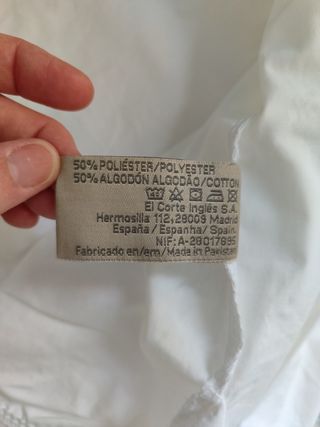 50% POLIÉSTER/POLYESTER
50% ALGODÓN ALGODÃO/COTTON
El Corte Inglés S.A.
Hermosilla 112,28009 Madrid
España/Espanha/Spain.
NIF: A-28017895
Fabricado en/em/Made in Pakistan